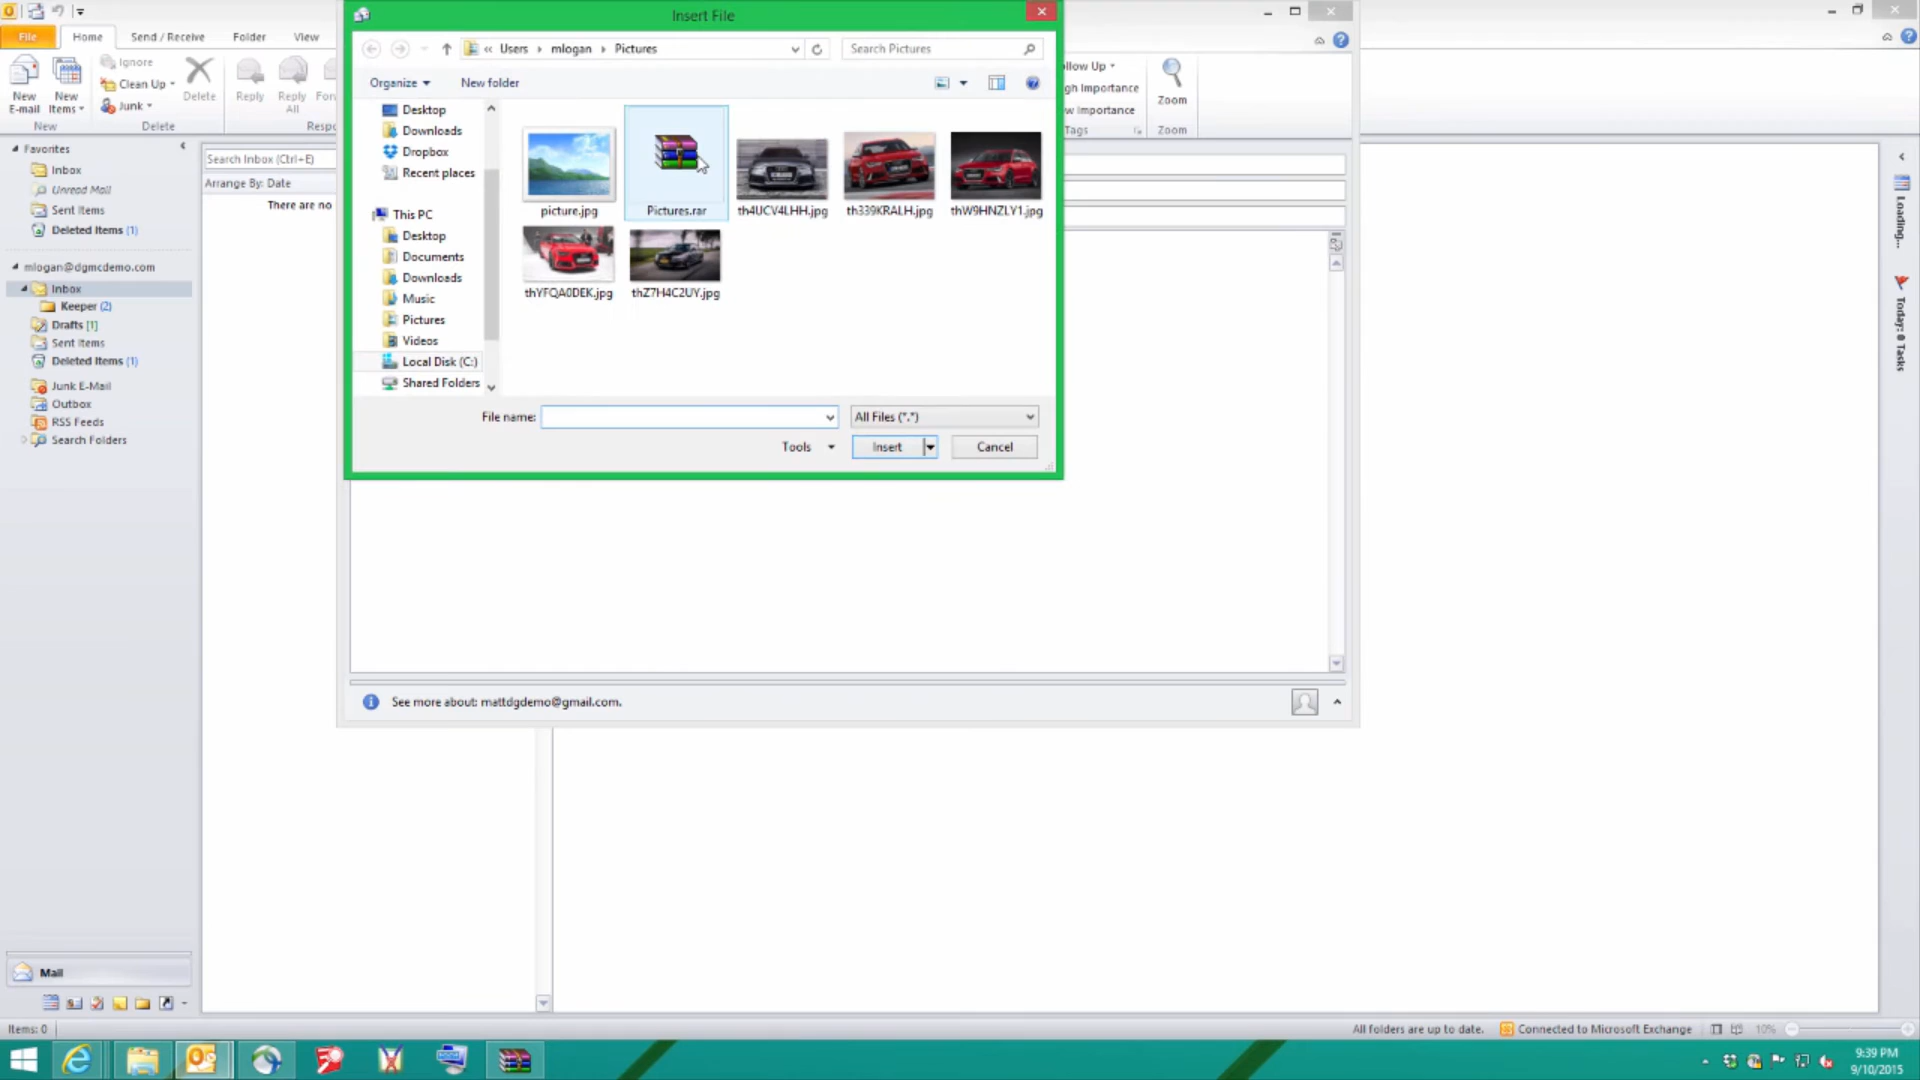 Insert File
File Home Send / Receive Folder View
« Users › mlogan › Pictures
Search Pictures
Organize
New folder
New E-mail
New Items
New
Ignore
Clean Up
Junk
Delete
Delete
Reply
Reply All
llow Up
gh Importance
w Importance
Tags
Zoom
Zoom
Favorites
Inbox
Unread Mail
Sent Items
Deleted Items (1)
mlogan@dgmcdemo.com
Inbox
Keeper (2)
Drafts [1]
Sent Items
Deleted Items (1)
Junk E-Mail
Outbox
RSS Feeds
Search Folders
Search Inbox (Ctrl+E)
Arrange By: Date
There are no
Desktop
Downloads
Dropbox
Recent places
This PC
Desktop
Documents
Downloads
Music
Pictures
Videos
Local Disk (C:)
Shared Folders
picture.jpg
Pictures.rar
th4UCV4LHH.jpg
th339KRALH.jpg
thW9HNZLY1.jpg
thYFQA0DEK.jpg
thZ7H4C2UY.jpg
File name:
All Files (*.*)
Tools
Insert
Cancel
Loading...
Today: 0 Tasks
See more about: mattdgdemo@gmail.com.
Mail
Items: 0
All folders are up to date.
Connected to Microsoft Exchange
10%
9:39 PM
9/10/2015